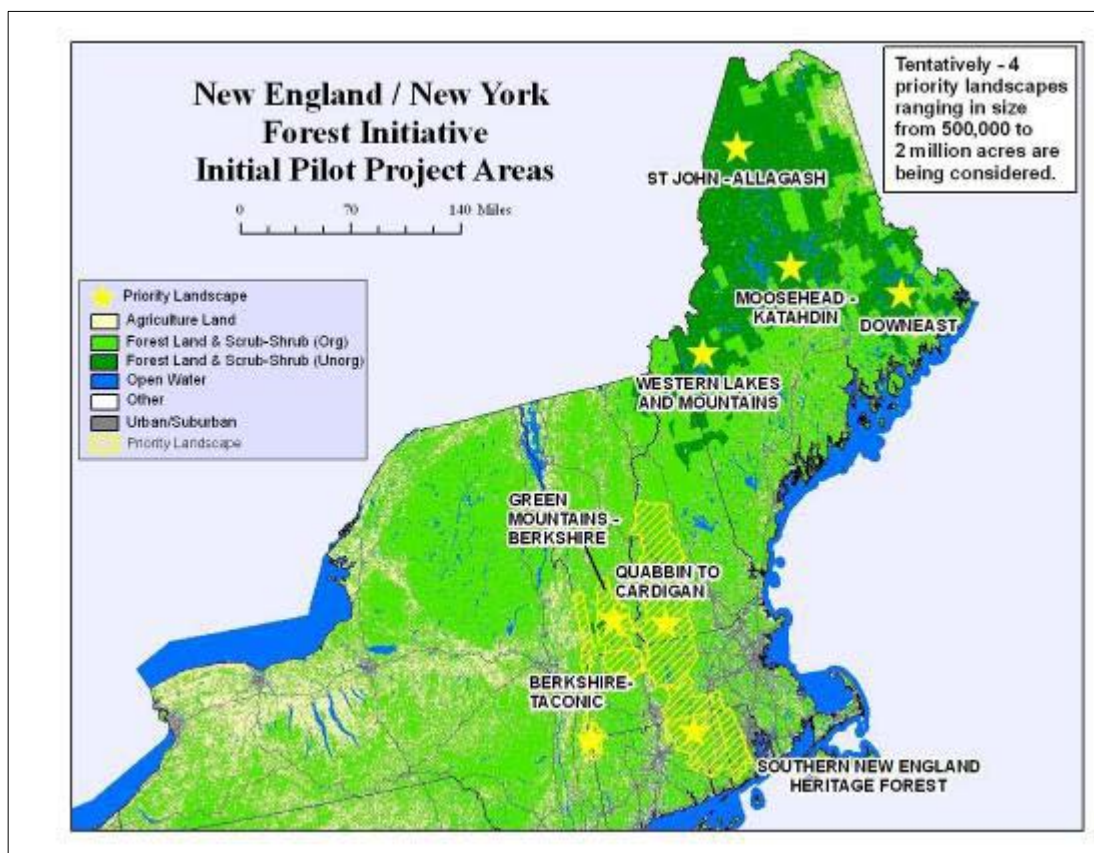 New England / New York
Forest Initiative
Initial Pilot Project Areas
0 70 140 Miles
Tentatively - 4
priority landscapes
ranging in size
from 500,000 to
2 million acres are
being considered.
Priority Landscape
Agriculture Land
Forest Land & Scrub-Shrub (Org)
Forest Land & Scrub-Shrub (Unorg)
Open Water
Other
Urban/Suburban
Priority Landscape
ST JOHN - ALLAGASH
MOOSEHEAD -
KATAHDIN
DOWNEAST
WESTERN LAKES
AND MOUNTAINS
GREEN
MOUNTAINS -
BERKSHIRE
QUABBIN TO
CARDIGAN
BERKSHIRE-
TACONIC
SOUTHERN NEW ENGLAND
HERITAGE FOREST